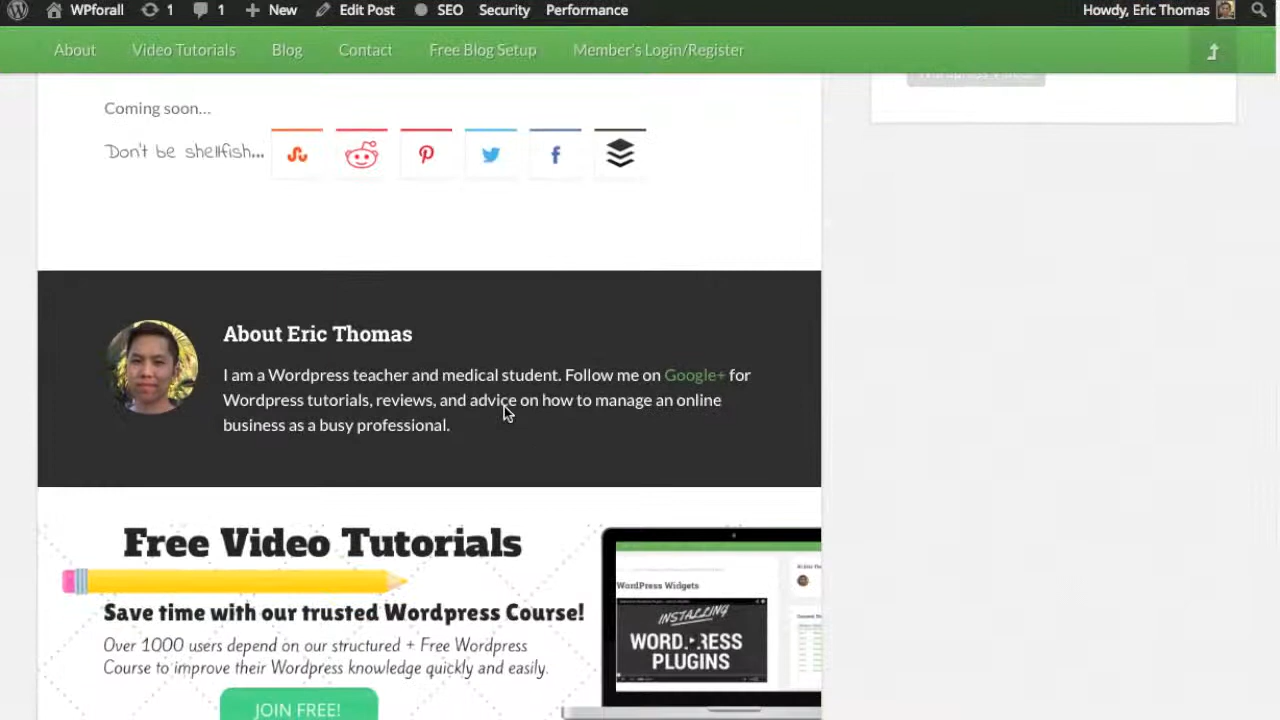 WPforall 1 1 New Edit Post SEO Security Performance Howdy, Eric Thomas
About Video Tutorials Blog Contact Free Blog Setup Member's Login/Register
Coming soon...
Don't be shellfish...
About Eric Thomas
I am a Wordpress teacher and medical student. Follow me on Google+ for
Wordpress tutorials, reviews, and advice on how to manage an online
business as a busy professional.
Free Video Tutorials
Save time with our trusted Wordpress Course!
Over 1000 users depend on our structured + Free Wordpress
Course to improve their Wordpress knowledge quickly and easily.
JOIN FREE!
WordPress Widgets
INSTALLING
WORDPRESS
PLUGINS